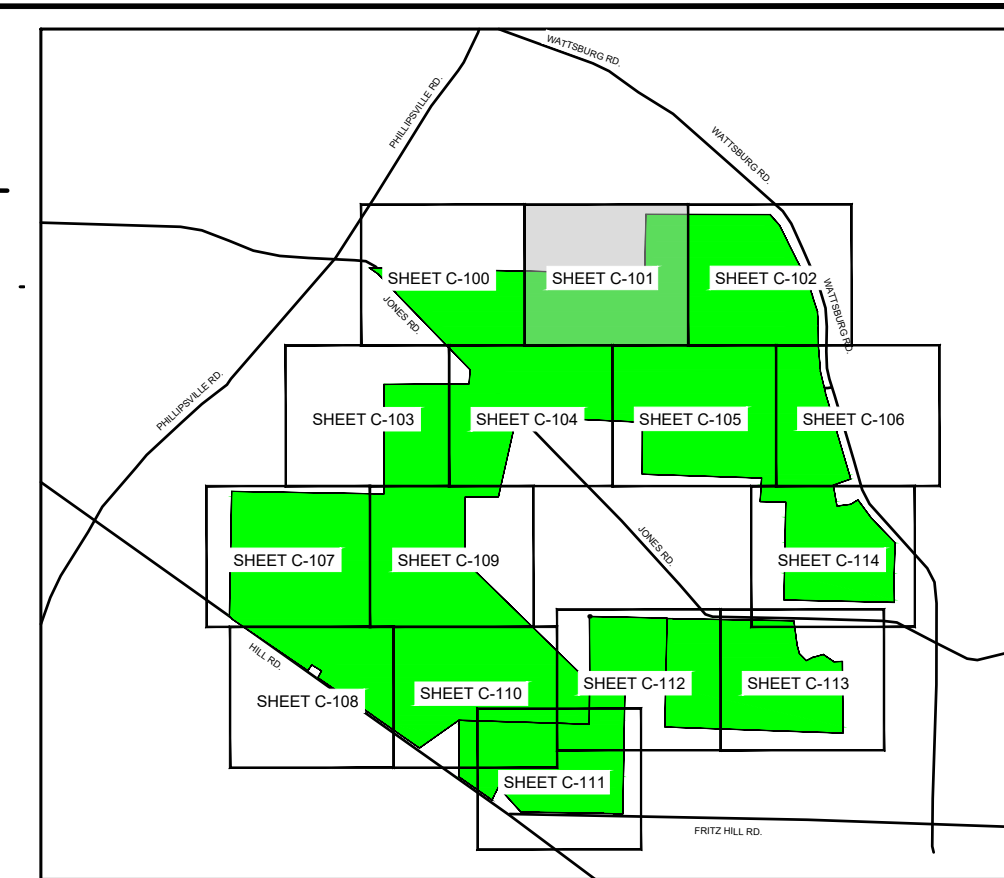 WATTSBURG RD.
PHILLIPSVILLE RD.
WATTSBURG RD.
SHEET C-100
SHEET C-101
SHEET C-102
JONES RD.
WATTSBURG RD.
PHILLIPSVILLE RD.
SHEET C-103
SHEET C-104
SHEET C-105
SHEET C-106
JONES RD.
SHEET C-107
SHEET C-109
SHEET C-114
HILL RD.
SHEET C-108
SHEET C-110
SHEET C-112
SHEET C-113
SHEET C-111
FRITZ HILL RD.